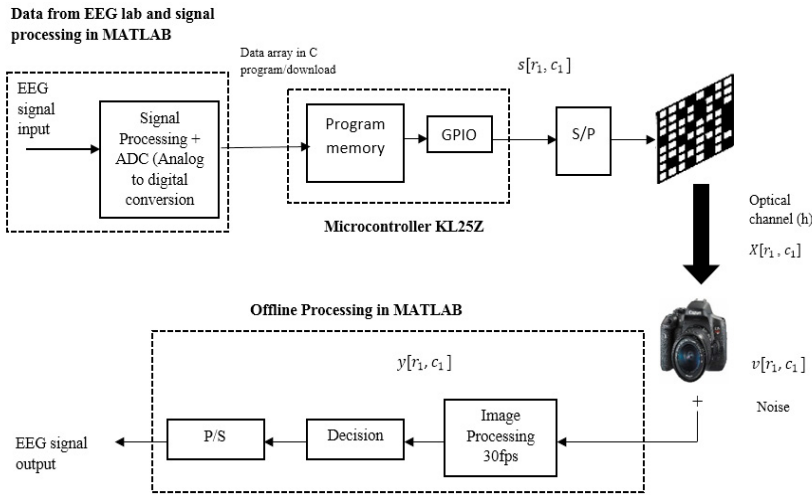 Data from EEG lab and signal
processing in MATLAB
EEG
signal
input
Signal
Processing +
ADC (Analog
to digital
conversion
Data array in C
program/download
Program
memory
GPIO
Microcontroller KL25Z
s[r₁, c₁]
S/P
Optical
channel (h)
X[r₁, c₁]
Canon
v[r₁, c₁]
+
Noise
Offline Processing in MATLAB
y[r₁, c₁]
Image
Processing
30fps
Decision
P/S
EEG signal
output